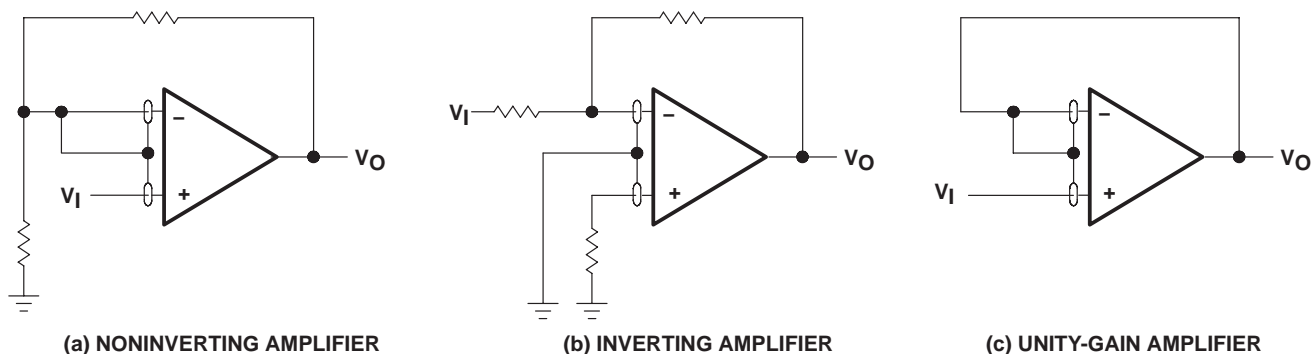 VI
−
+
VO
(a) NONINVERTING AMPLIFIER
VI
−
+
VO
(b) INVERTING AMPLIFIER
VI
−
+
VO
(c) UNITY-GAIN AMPLIFIER